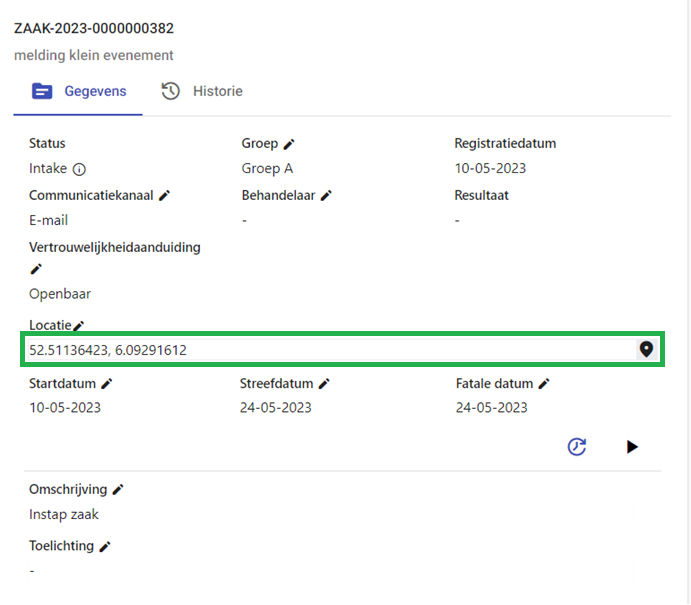 ZAAK-2023-0000000382
melding klein evenement
Gegevens Historie
Status Groep Registratiedatum
Intake Groep A 10-05-2023
Communicatiekanaal Behandelaar Resultaat
E-mail - -
Vertrouwelijkheidaanduiding
Openbaar
Locatie
52.51136423, 6.09291612
Startdatum Streefdatum Fatale datum
10-05-2023 24-05-2023 24-05-2023
Omschrijving
Instap zaak
Toelichting
-